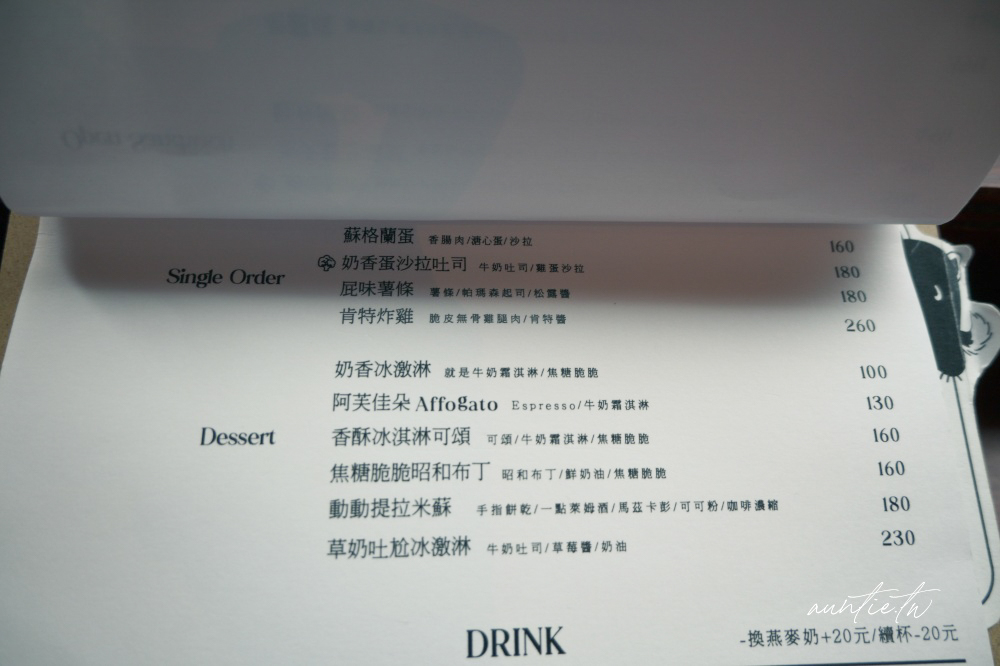 蘇格蘭蛋 香腸肉/溏心蛋/沙拉 160
Single Order
奶香蛋沙拉吐司 牛奶吐司/雞蛋沙拉 180
屁味薯條 薯條/帕瑪森起司/松露醬 180
肯特炸雞 脆皮無骨雞腿肉/肯特醬 260
奶香冰激淋 就是牛奶霜淇淋/焦糖脆脆 100
阿芙佳朵 Affogato Espresso/牛奶霜淇淋 130
Dessert
香酥冰淇淋可頌 可頌/牛奶霜淇淋/焦糖脆脆 160
焦糖脆脆昭和布丁 昭和布丁/鮮奶油/焦糖脆脆 160
動動提拉米蘇 手指餅乾/一點萊姆酒/馬茲卡彭/可可粉/咖啡濃縮 180
草奶吐尬冰激淋 牛奶吐司/草莓醬/奶油 230
auntie.tw
DRINK
-換燕麥奶+20元/續杯-20元